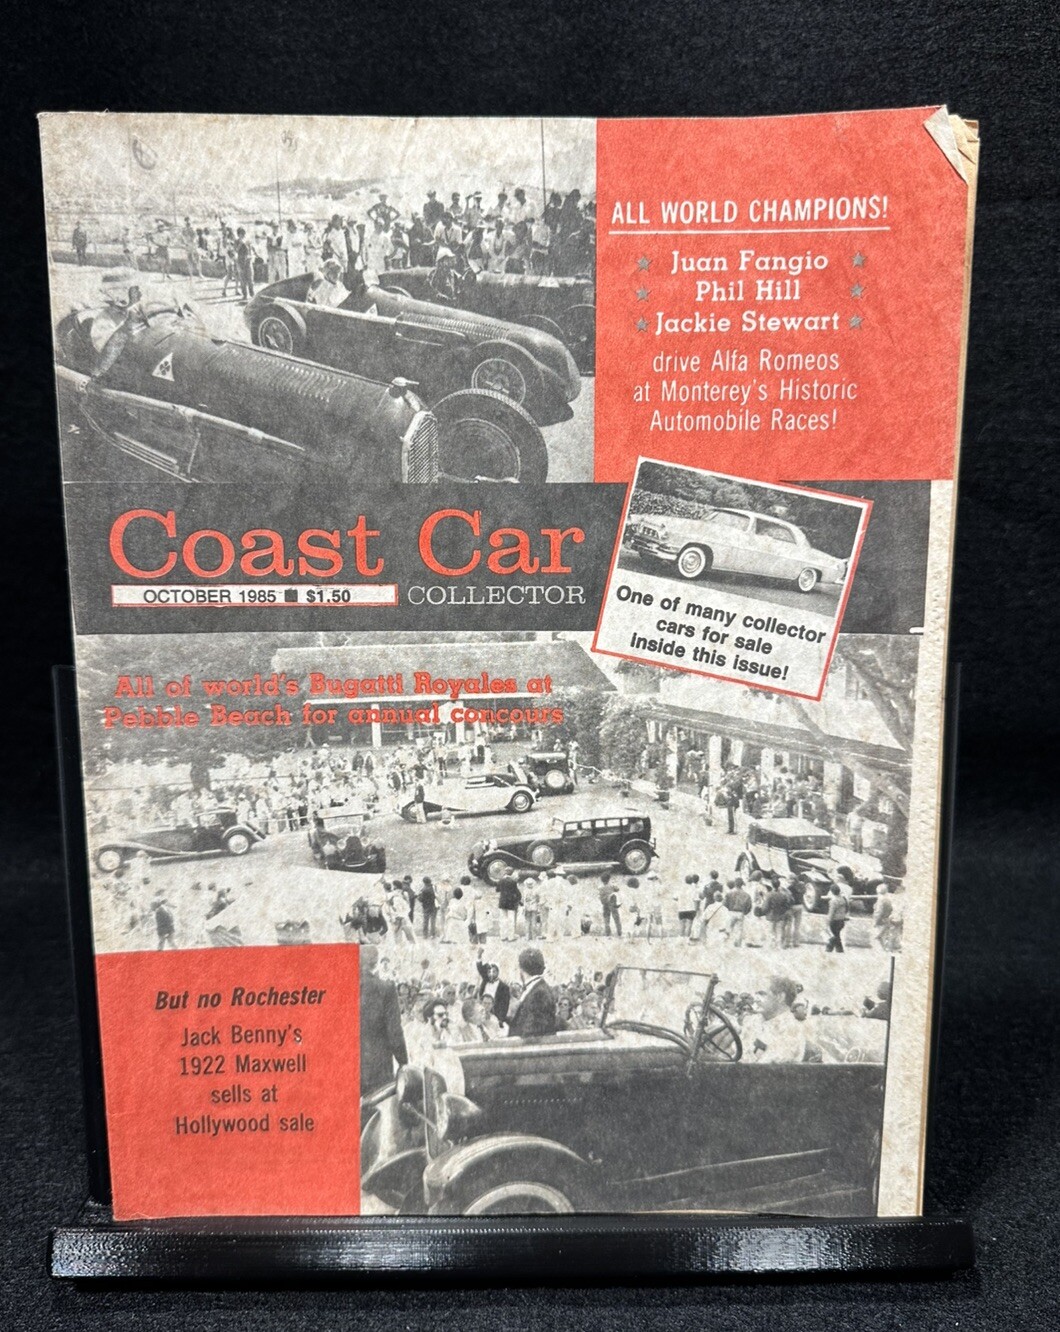 ALL WORLD CHAMPIONS!
★ Juan Fangio ★
★ Phil Hill ★
★ Jackie Stewart ★
drive Alfa Romeos
at Monterey's Historic
Automobile Races!
Coast Car
OCTOBER 1985 ■ $1.50
COLLECTOR
One of many collector
cars for sale
inside this issue!
All of world's Bugatti Royales at
Pebble Beach for annual concours
But no Rochester
Jack Benny's
1922 Maxwell
sells at
Hollywood sale